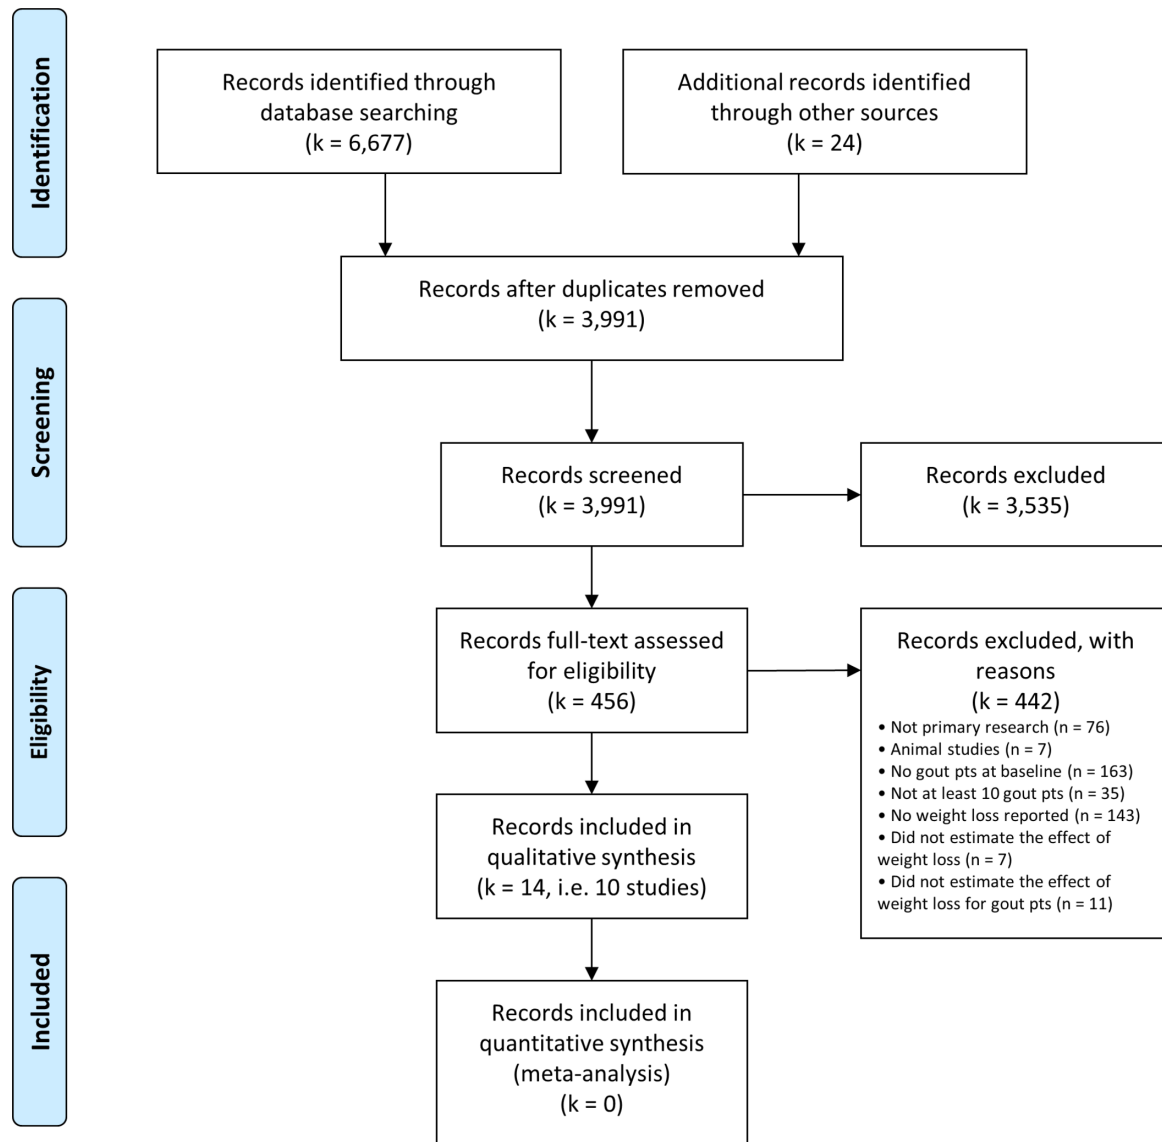 Identification
Records identified through
database searching
(k = 6,677)
Additional records identified
through other sources
(k = 24)
Records after duplicates removed
(k = 3,991)
Screening
Records screened
(k = 3,991)
Records excluded
(k = 3,535)
Eligibility
Records full-text assessed
for eligibility
(k = 456)
Records excluded, with
reasons
(k = 442)
• Not primary research (n = 76)
• Animal studies (n = 7)
• No gout pts at baseline (n = 163)
• Not at least 10 gout pts (n = 35)
• No weight loss reported (n = 143)
• Did not estimate the effect of
weight loss (n = 7)
• Did not estimate the effect of
weight loss for gout pts (n = 11)
Records included in
qualitative synthesis
(k = 14, i.e. 10 studies)
Included
Records included in
quantitative synthesis
(meta-analysis)
(k = 0)